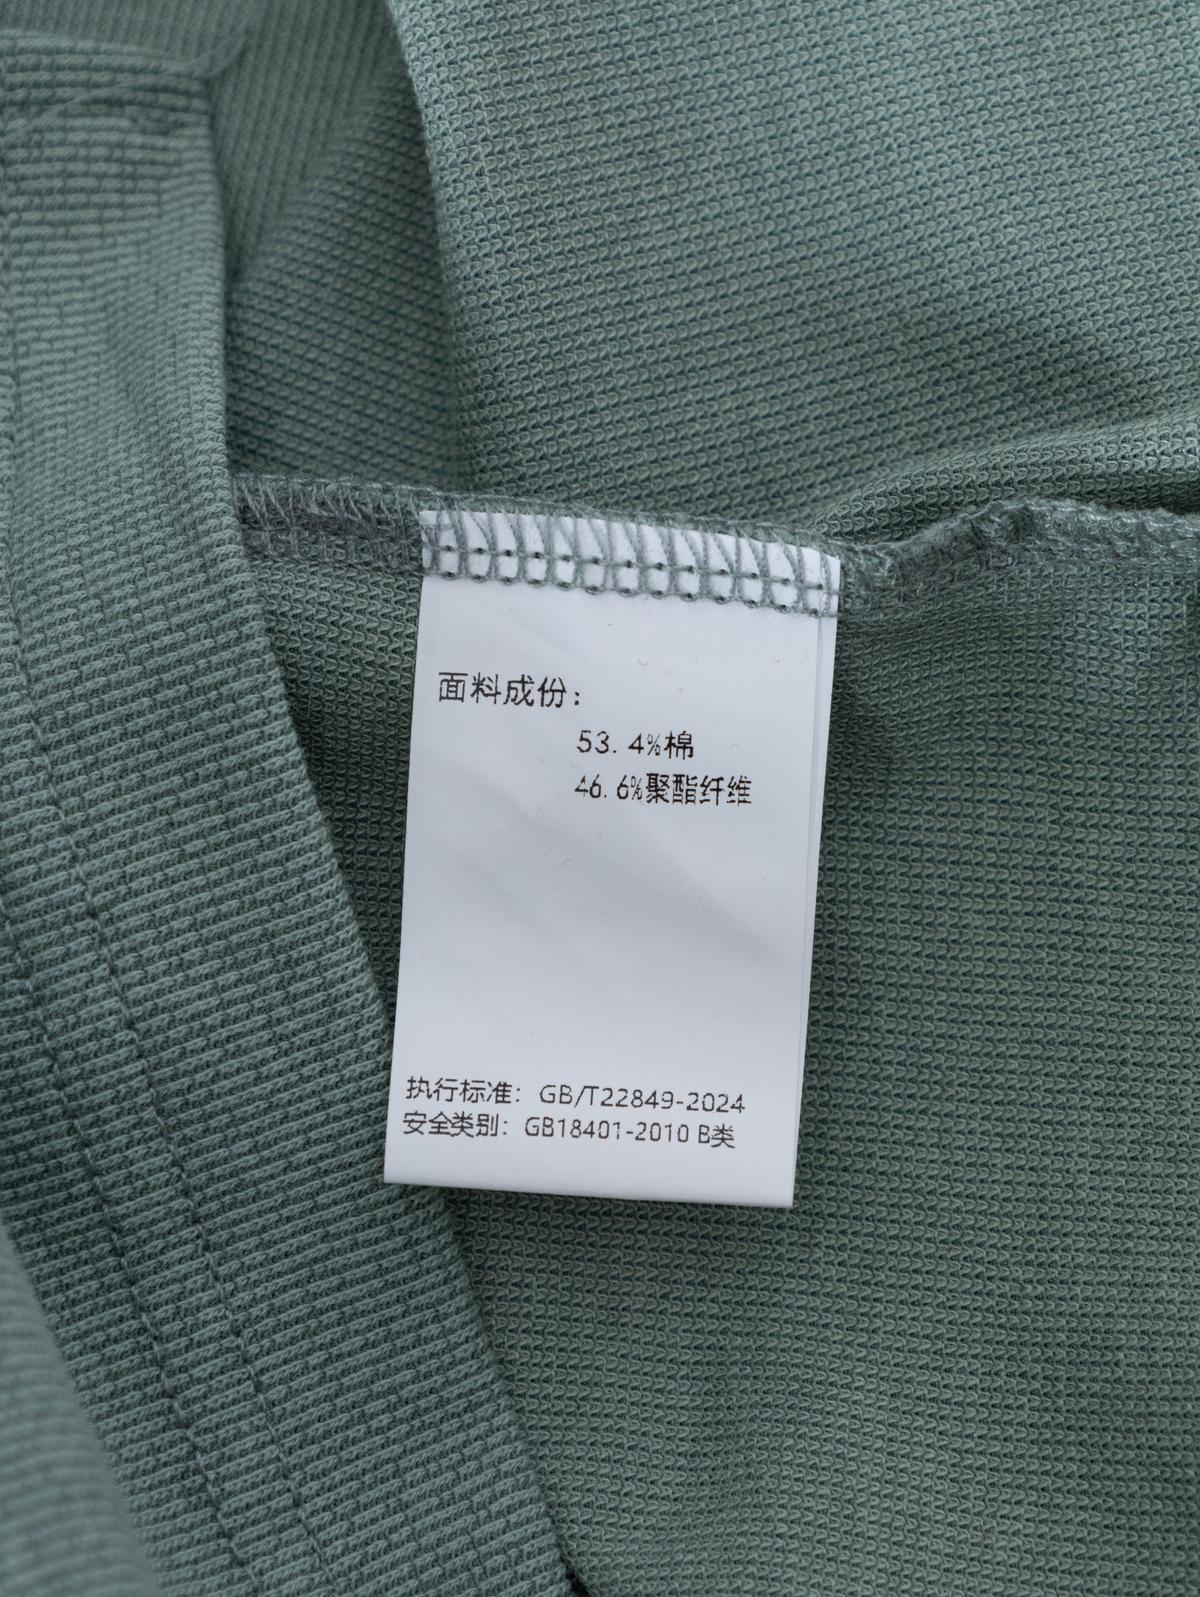 面料成份：
53.4%棉
46.6%聚酯纤维
执行标准：GB/T22849-2024
安全类别：GB18401-2010 B类